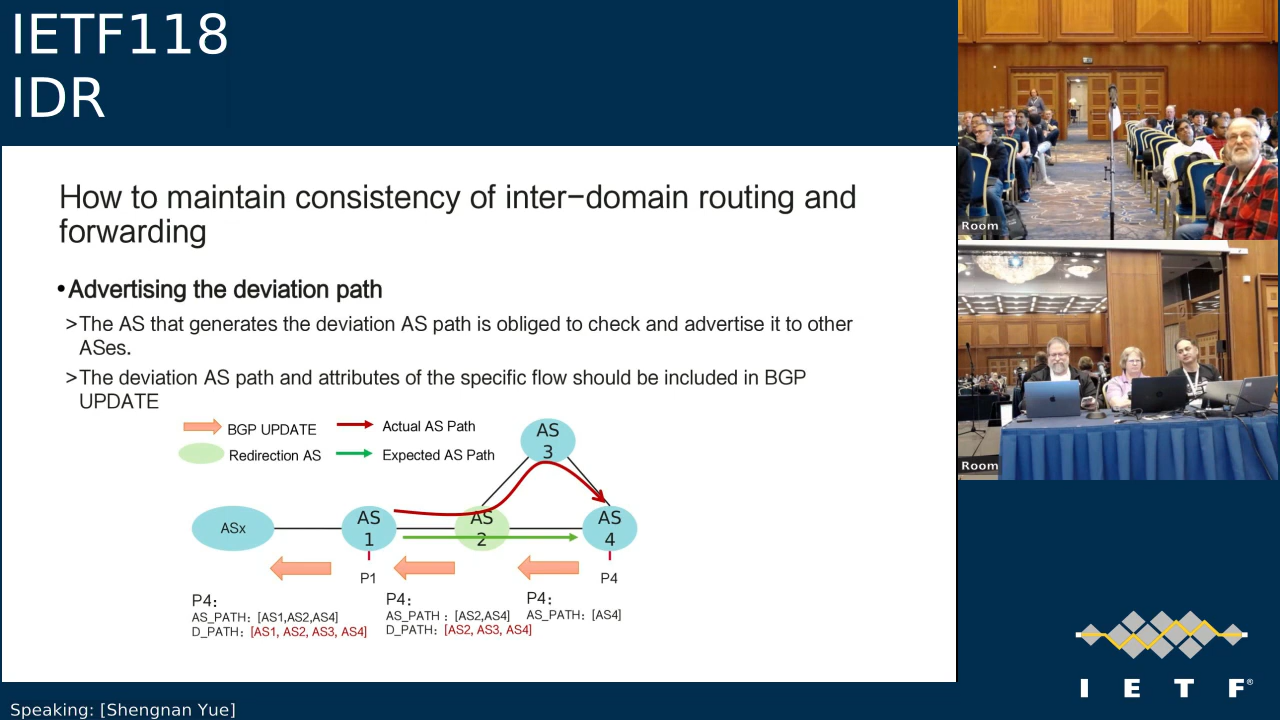 IETF118
IDR
How to maintain consistency of inter-domain routing and
forwarding
•Advertising the deviation path
>The AS that generates the deviation AS path is obliged to check and advertise it to other
ASes.
>The deviation AS path and attributes of the specific flow should be included in BGP
UPDATE
BGP UPDATE
Actual AS Path
Redirection AS
Expected AS Path
AS
3
ASx
AS
1
AS
2
AS
4
P1
P4
P4:
AS_PATH: [AS1,AS2,AS4]
D_PATH: [AS1, AS2, AS3, AS4]
P4:
AS_PATH : [AS2,AS4]
D_PATH: [AS2, AS3, AS4]
P4:
AS_PATH: [AS4]
Room
Room
I E T F®
Speaking: [Shengnan Yue]